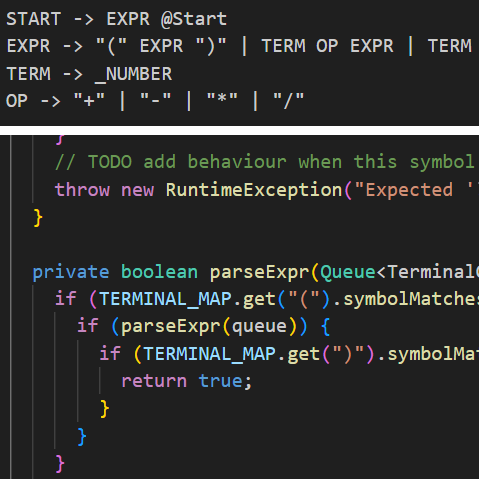 START -> EXPR @Start
EXPR -> "(" EXPR ")" | TERM OP EXPR | TERM
TERM -> _NUMBER
OP -> "+" | "-" | "*" | "/"
}
// TODO add behaviour when this symbol
throw new RuntimeException("Expected '
}
private boolean parseExpr(Queue<Terminal
if (TERMINAL_MAP.get("(").symbolMatches
if (parseExpr(queue)) {
if (TERMINAL_MAP.get(")").symbolMat
return true;
}
}
}